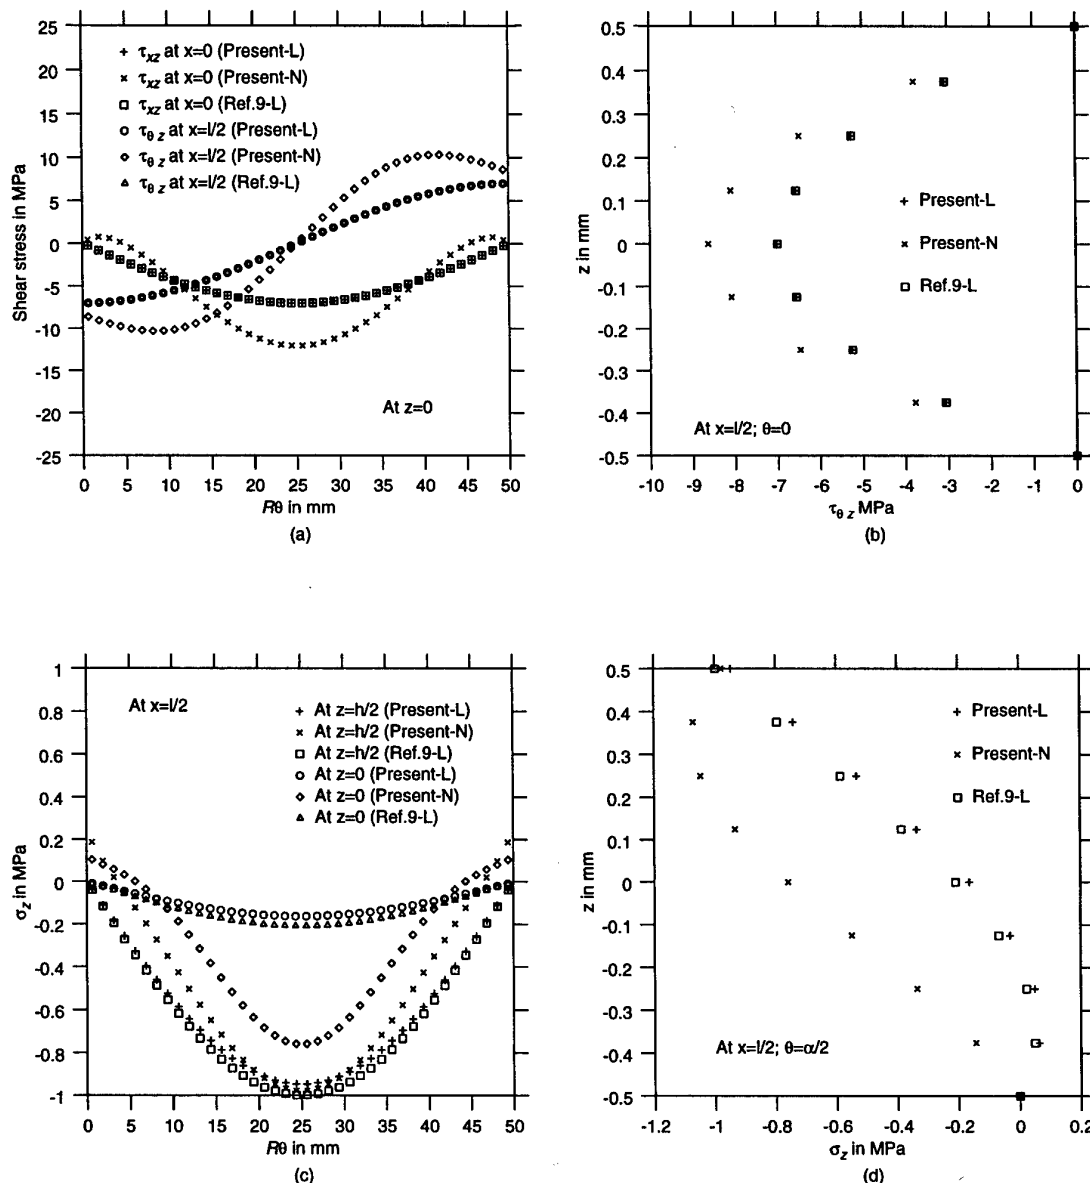 25
20
15
10
5
0
-5
-10
-15
-20
-25
Shear stress in MPa
+ τxz at x=0 (Present-L)
× τxz at x=0 (Present-N)
□ τxz at x=0 (Ref.9-L)
○ τθ z at x=l/2 (Present-L)
◇ τθ z at x=l/2 (Present-N)
△ τθ z at x=l/2 (Ref.9-L)
At z=0
0 5 10 15 20 25 30 35 40 45 50
Rθ in mm
(a)
0.5
0.4
0.3
0.2
0.1
0
-0.1
-0.2
-0.3
-0.4
-0.5
z in mm
+ Present-L
× Present-N
□ Ref.9-L
At x=l/2; θ=0
-10 -9 -8 -7 -6 -5 -4 -3 -2 -1 0
τθ z MPa
(b)
1
0.8
0.6
0.4
0.2
0
-0.2
-0.4
-0.6
-0.8
-1
σz in MPa
At x=l/2
+ At z=h/2 (Present-L)
× At z=h/2 (Present-N)
□ At z=h/2 (Ref.9-L)
○ At z=0 (Present-L)
◇ At z=0 (Present-N)
△ At z=0 (Ref.9-L)
0 5 10 15 20 25 30 35 40 45 50
Rθ in mm
(c)
0.5
0.4
0.3
0.2
0.1
0
-0.1
-0.2
-0.3
-0.4
-0.5
z in mm
+ Present-L
× Present-N
□ Ref.9-L
At x=l/2; θ=α/2
-1.2 -1 -0.8 -0.6 -0.4 -0.2 0 0.2
σz in MPa
(d)